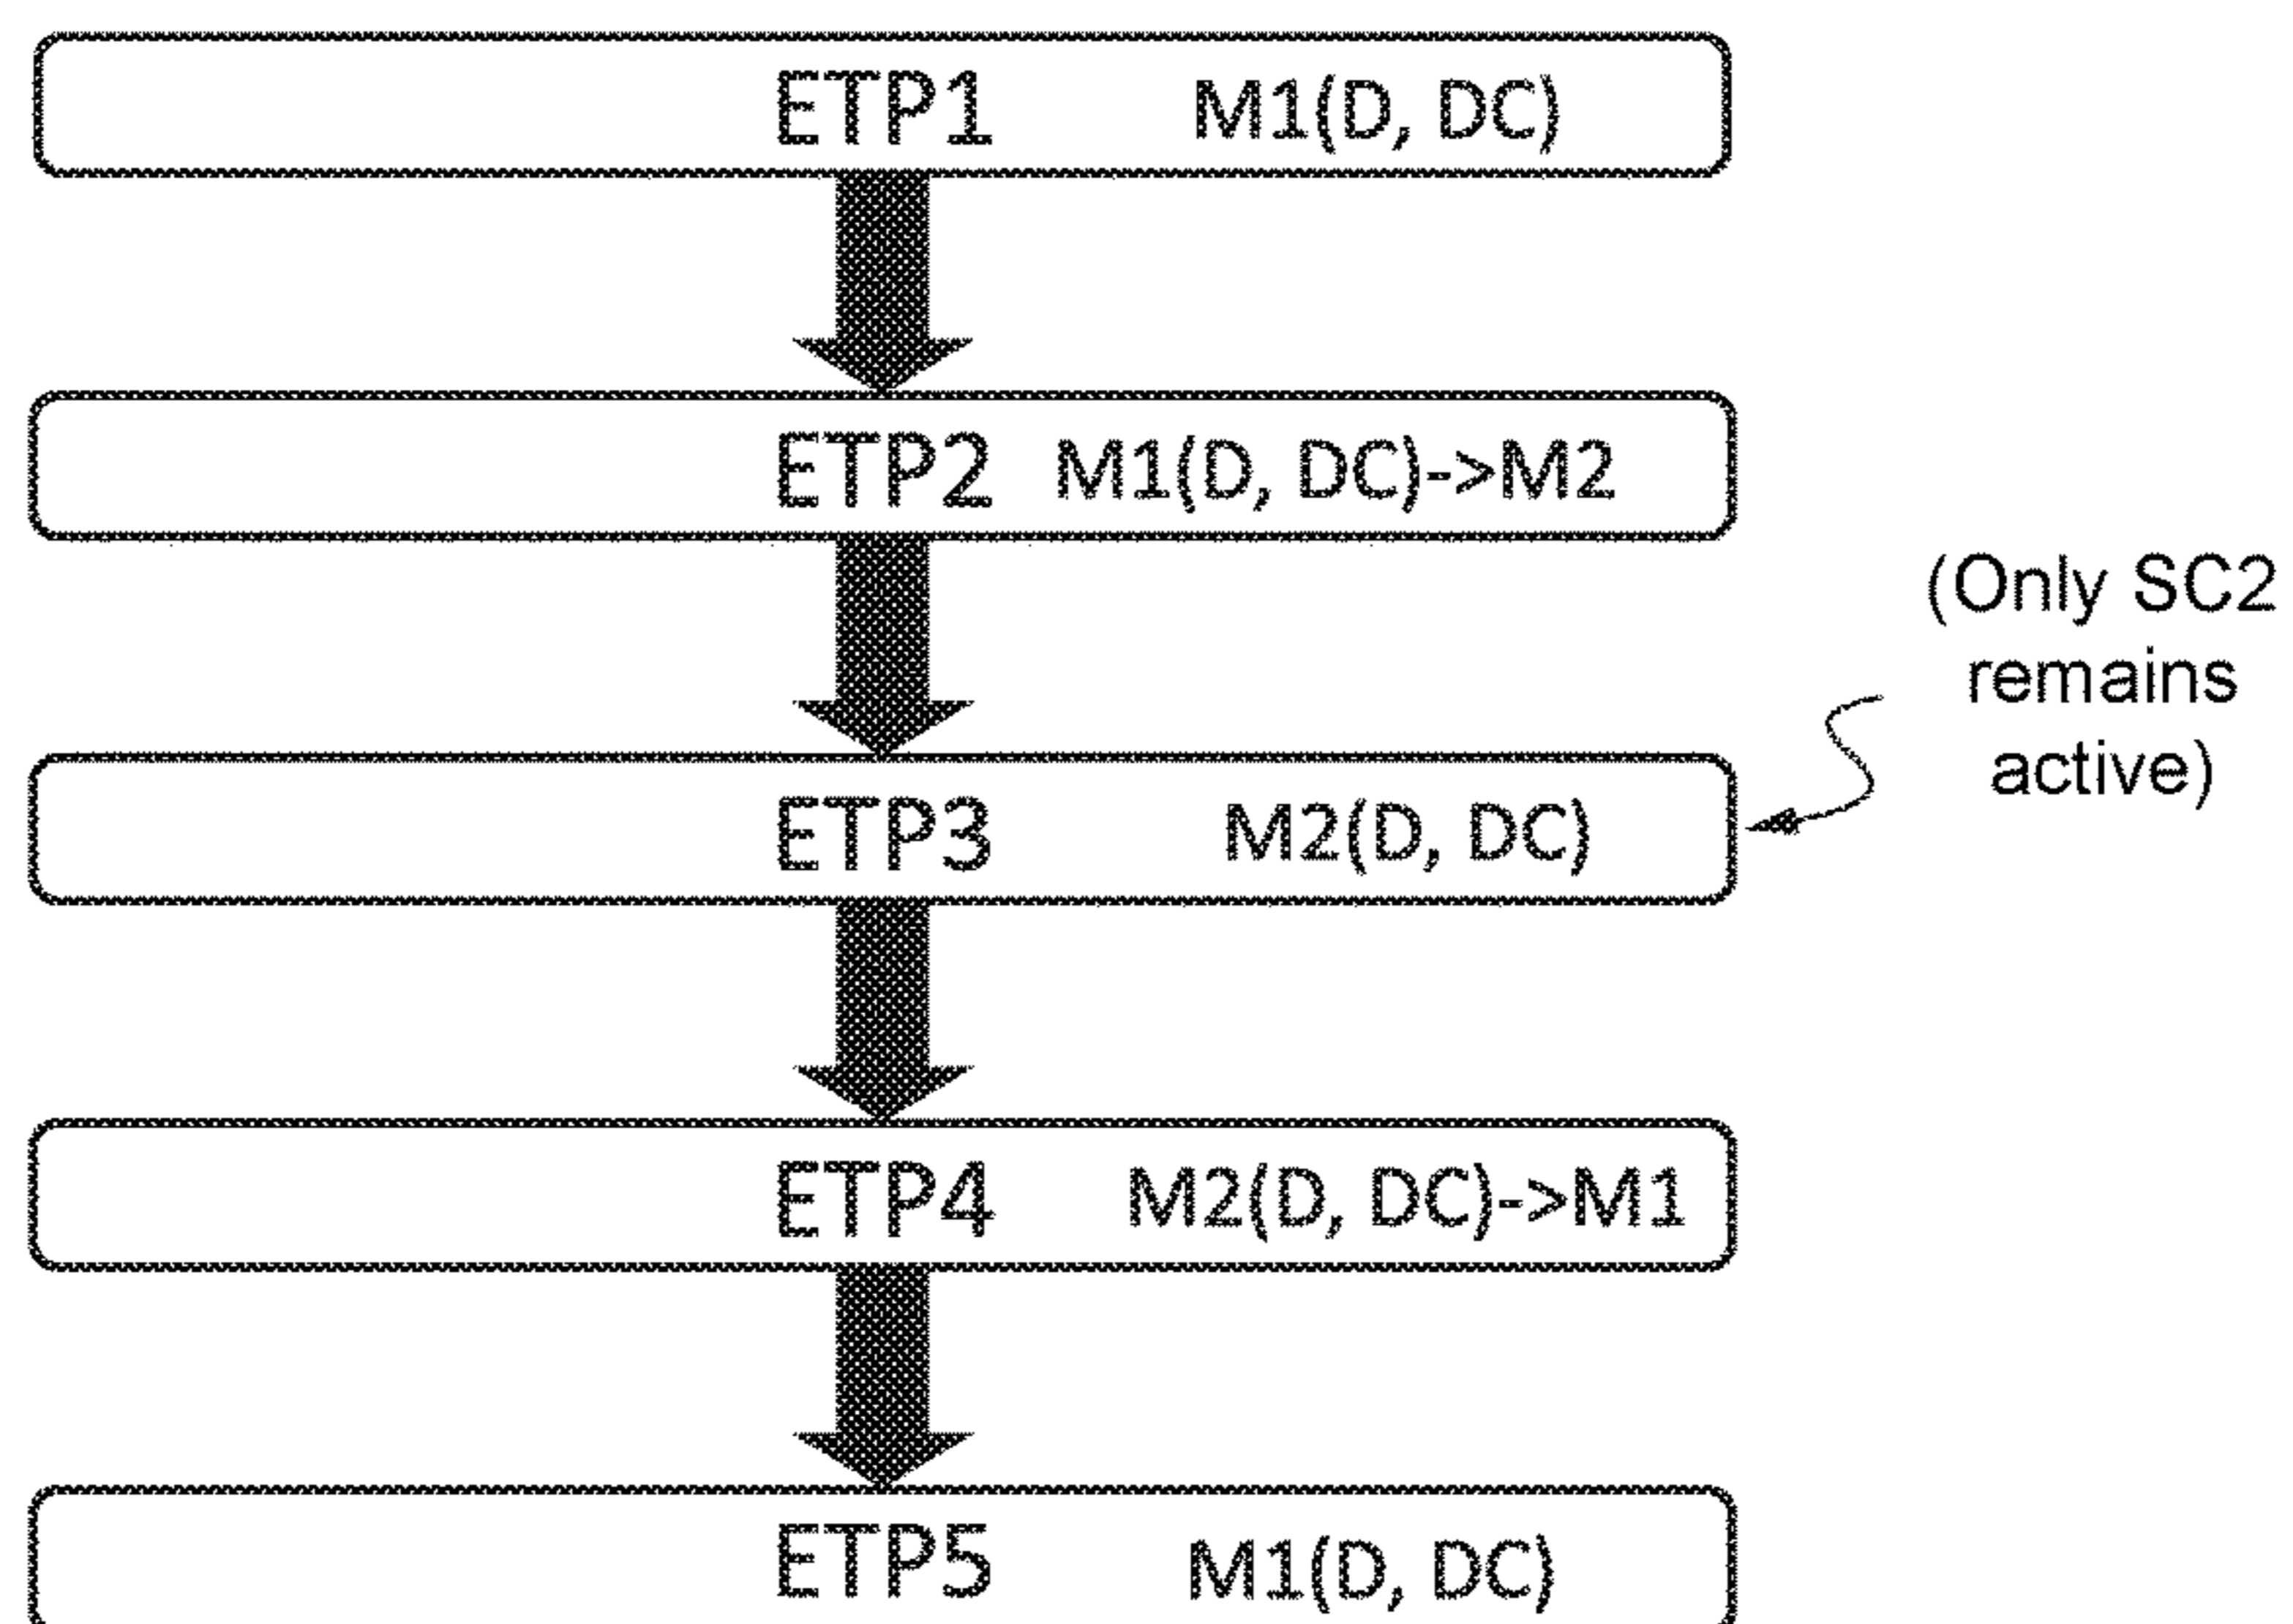 ETP1 M1(D, DC)
ETP2 M1(D, DC)->M2
(Only SC2
remains
active)
ETP3 M2(D, DC)
ETP4 M2(D, DC)->M1
ETP5 M1(D, DC)